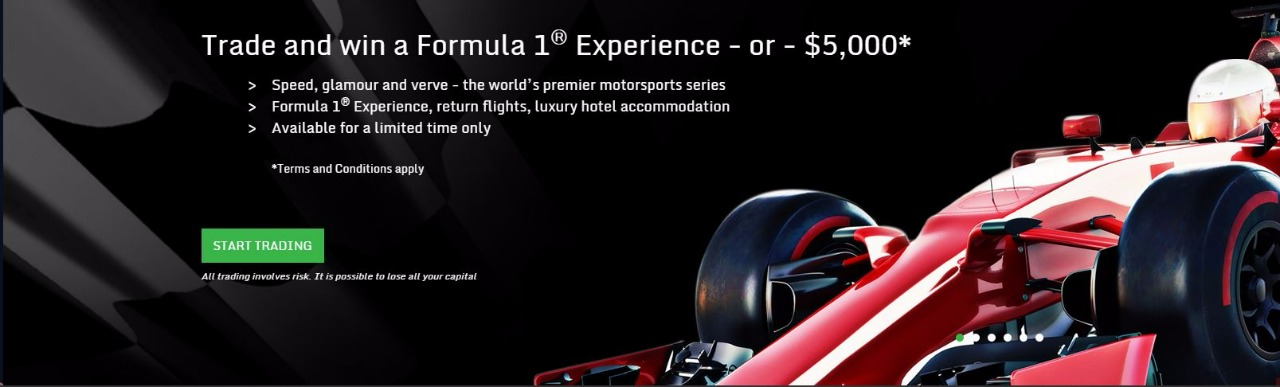 Trade and win a Formula 1® Experience - or - $5,000*
> Speed, glamour and verve - the world's premier motorsports series
> Formula 1® Experience, return flights, luxury hotel accommodation
> Available for a limited time only
*Terms and Conditions apply
START TRADING
All trading involves risk. It is possible to lose all your capital